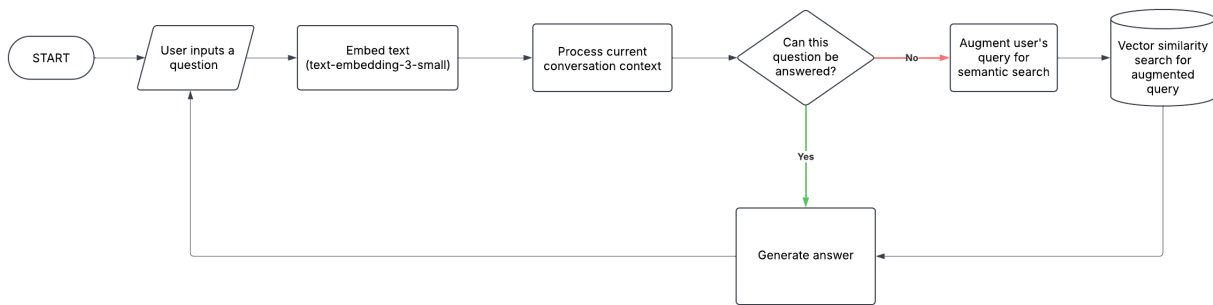 START
User inputs a
question
Embed text
(text-embedding-3-small)
Process current
conversation context
Can this
question be
answered?
No
Augment user's
query for
semantic search
Vector similarity
search for
augmented
query
Yes
Generate answer